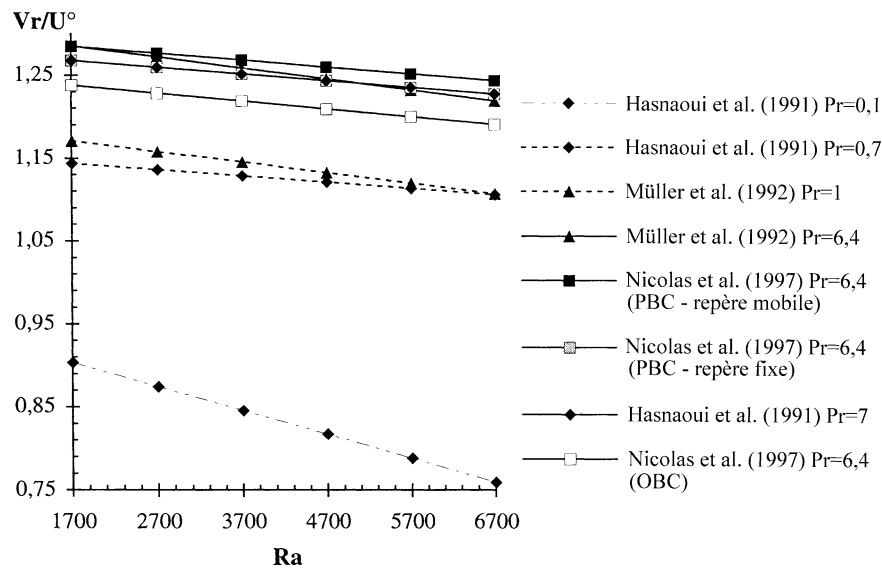 Vr/U°
1,25
1,15
1,05
0,95
0,85
0,75
1700 2700 3700 4700 5700 6700
Ra
Hasnaoui et al. (1991) Pr=0,1
Hasnaoui et al. (1991) Pr=0,7
Müller et al. (1992) Pr=1
Müller et al. (1992) Pr=6,4
Nicolas et al. (1997) Pr=6,4
(PBC - repère mobile)
Nicolas et al. (1997) Pr=6,4
(PBC - repère fixe)
Hasnaoui et al. (1991) Pr=7
Nicolas et al. (1997) Pr=6,4
(OBC)